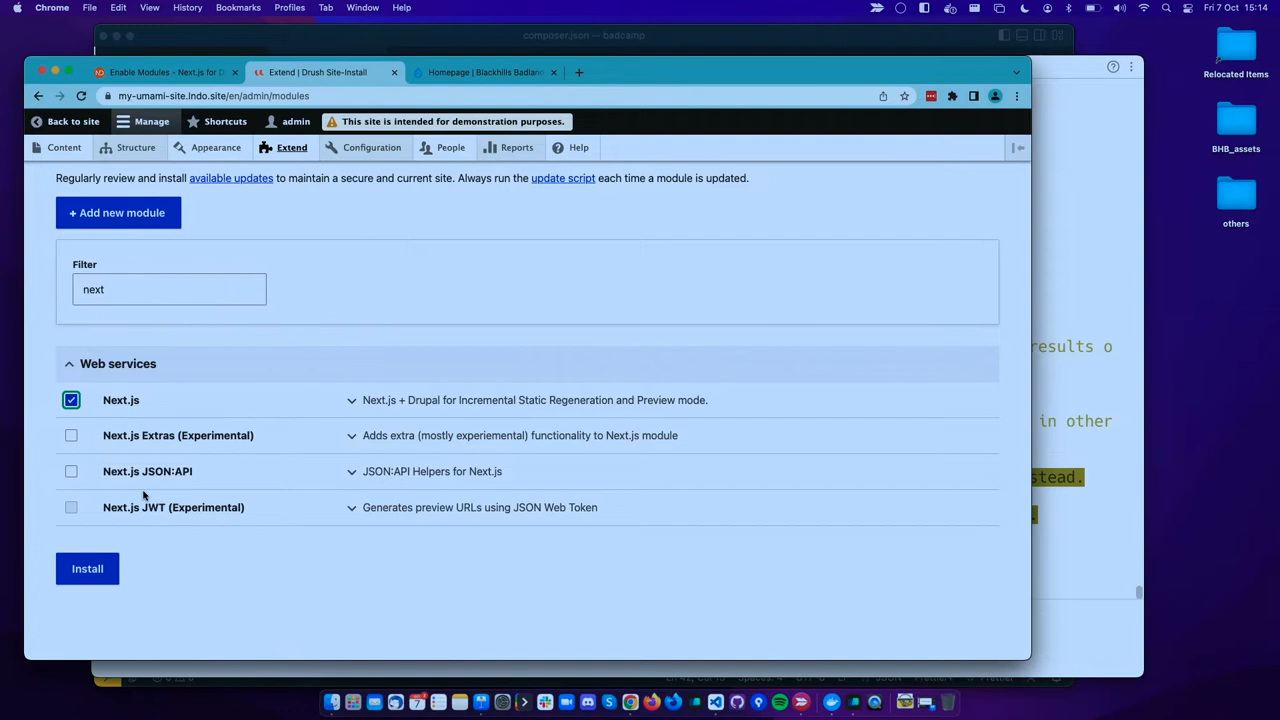 Chrome File Edit View History Bookmarks Profiles Tab Window Help Fri 7 Oct 15:14
composer.json — badcamp
Enable Modules - Next.js for D
Extend | Drush Site-Install
Homepage | Blackhills Badland
my-umami-site.lndo.site/en/admin/modules
Back to site
Manage
Shortcuts
admin
This site is intended for demonstration purposes.
Content
Structure
Appearance
Extend
Configuration
People
Reports
Help
Regularly review and install available updates to maintain a secure and current site. Always run the update script each time a module is updated.
+ Add new module
Filter
next
Web services
Next.js
Next.js + Drupal for Incremental Static Regeneration and Preview mode.
Next.js Extras (Experimental)
Adds extra (mostly experiemental) functionality to Next.js module
Next.js JSON:API
JSON:API Helpers for Next.js
Next.js JWT (Experimental)
Generates preview URLs using JSON Web Token
Install
results o
in other
stead.
Relocated Items
BHB_assets
others